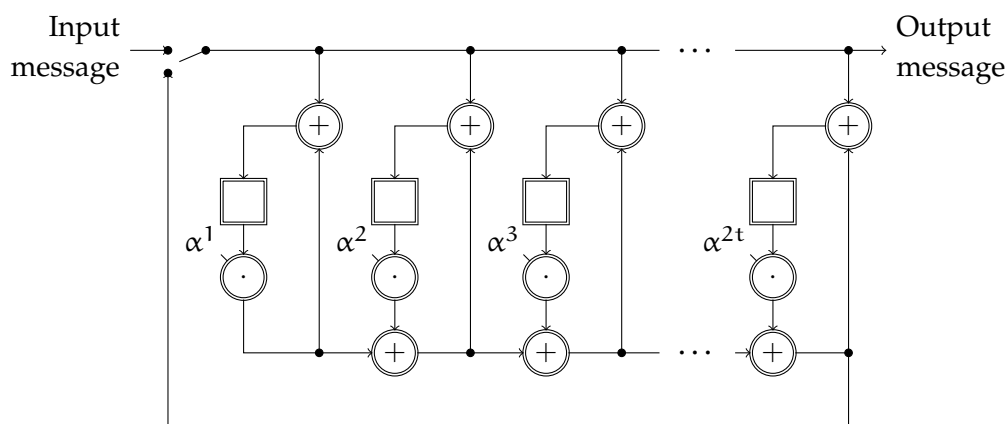 Input
message
Output
message
...
+ + + +
α¹ α² α³ α²ᵗ
· · · ·
+ + ... +